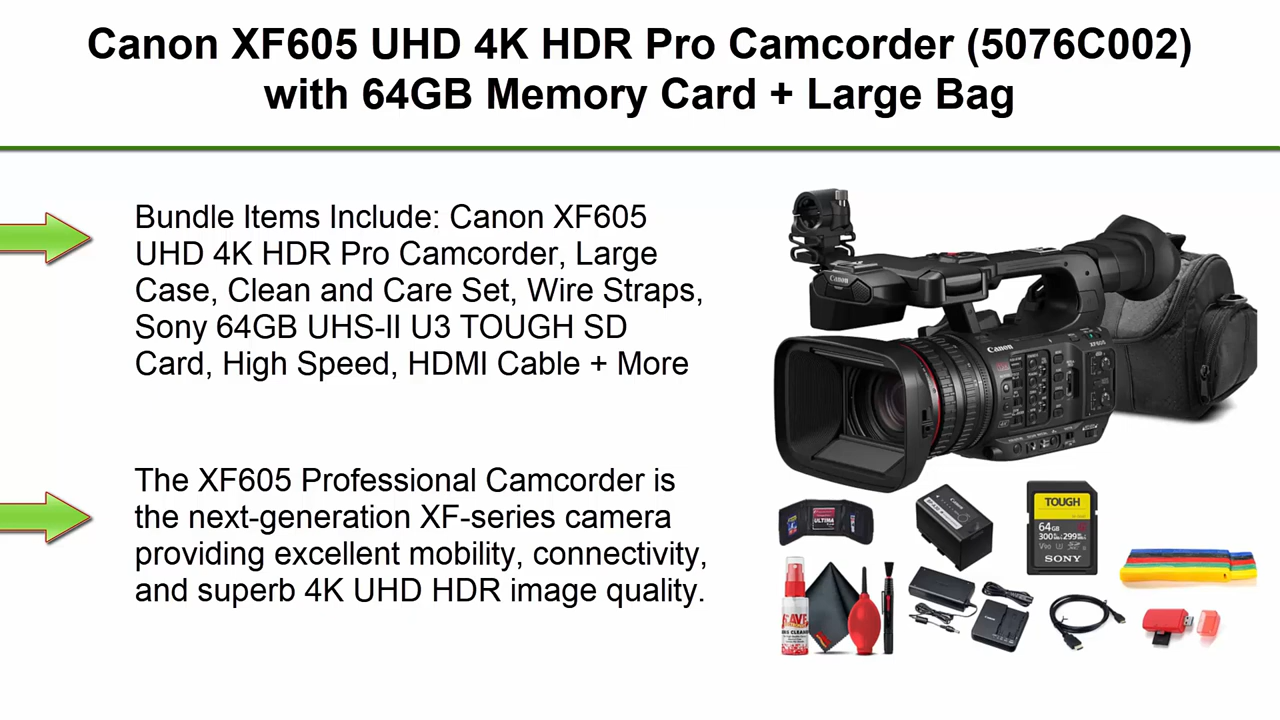 Canon XF605 UHD 4K HDR Pro Camcorder (5076C002)
with 64GB Memory Card + Large Bag
Bundle Items Include: Canon XF605
UHD 4K HDR Pro Camcorder, Large
Case, Clean and Care Set, Wire Straps,
Sony 64GB UHS-II U3 TOUGH SD
Card, High Speed, HDMI Cable + More
The XF605 Professional Camcorder is
the next-generation XF-series camera
providing excellent mobility, connectivity,
and superb 4K UHD HDR image quality.
Canon
Canon
XF605
ULTIMA
Canon
TOUGH
64GB
SONY